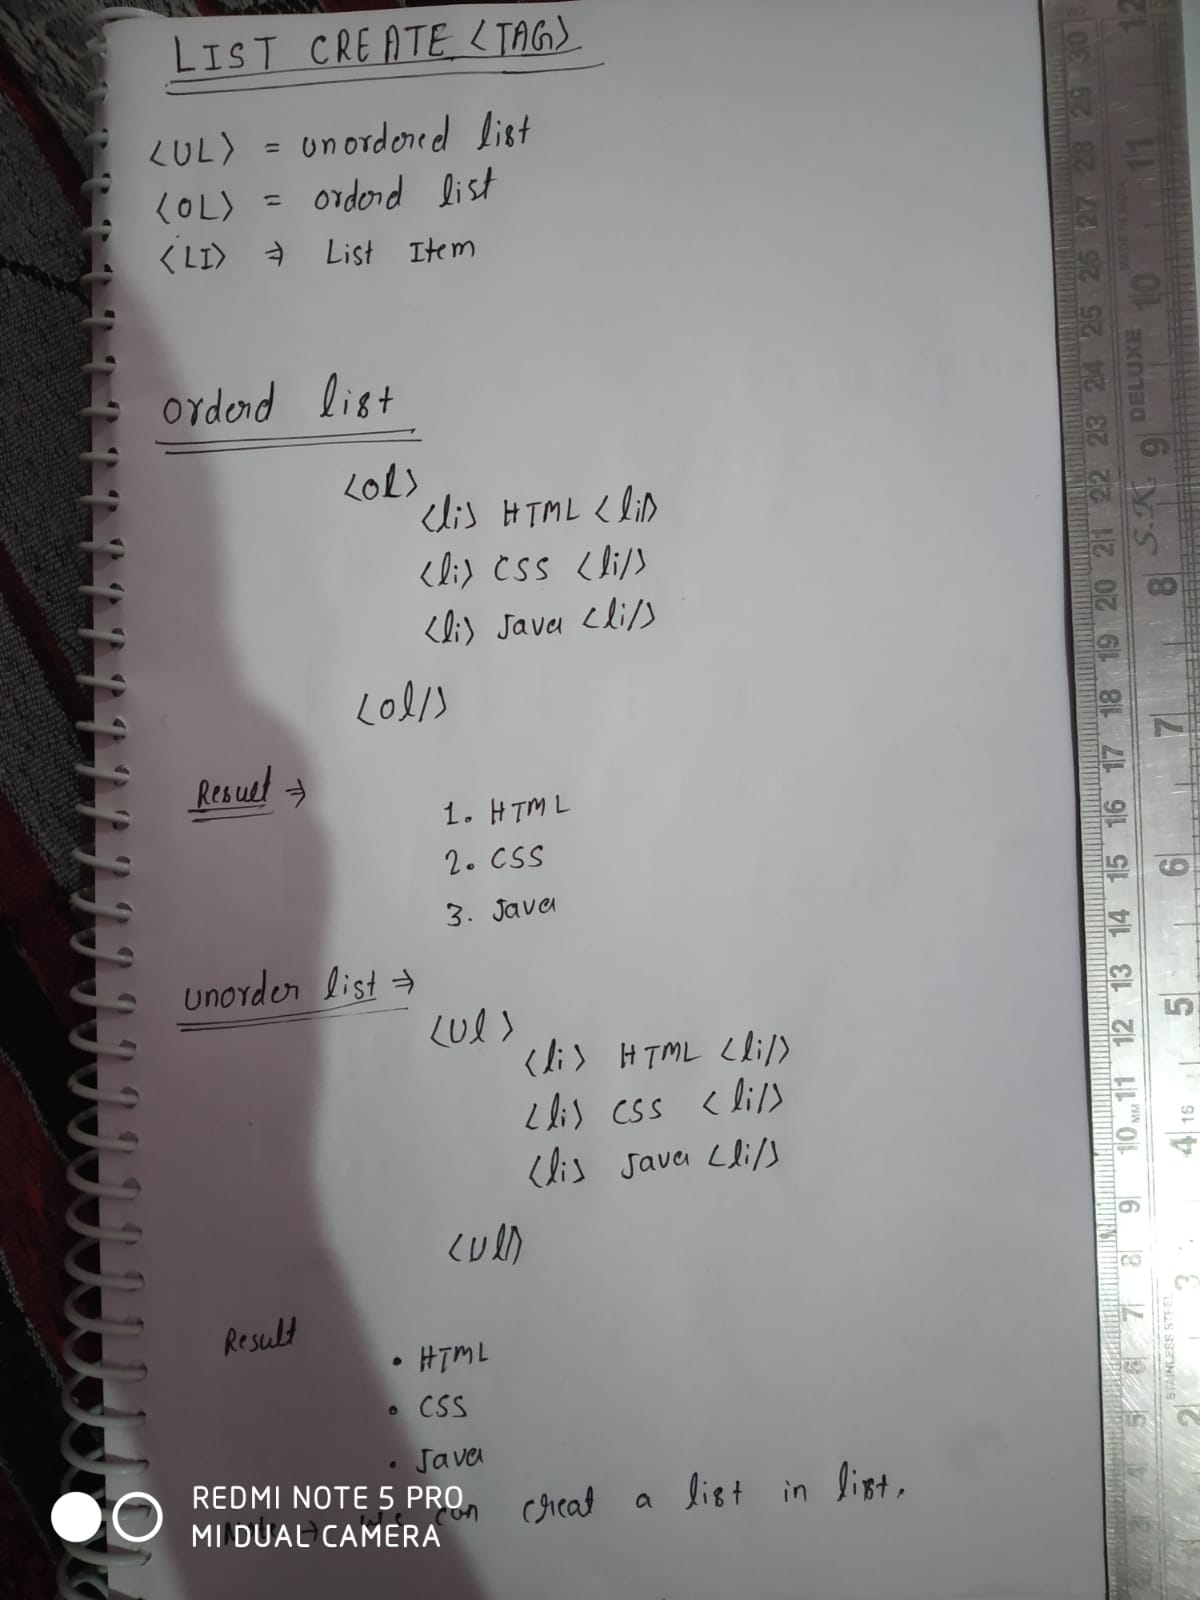 LIST CREATE <TAG>
<UL> = unordered list
<OL> = orderd list
<LI> ⇒ List Item
orderd list
<ol>
<li> HTML <li/>
<li> CSS <li/>
<li> Java <li/>
<ol/>
Result ⇒
1. HTML
2. CSS
3. Java
unorder list ⇒
<ul>
<li> HTML <li/>
<li> CSS <li/>
<li> Java <li/>
<ul/>
Result
• HTML
• CSS
• Java
Note → We can creat a list in list.
REDMI NOTE 5 PRO
MI DUAL CAMERA
S.K. DELUXE
STAINLESS STEEL
MM
12 11 10 9 8 7 6 5 4 3 2
30 29 28 27 26 25 24 23 22 21 20 19 18 17 16 15 14 13 12 11 10 9 8 7 6 5 4 3
16